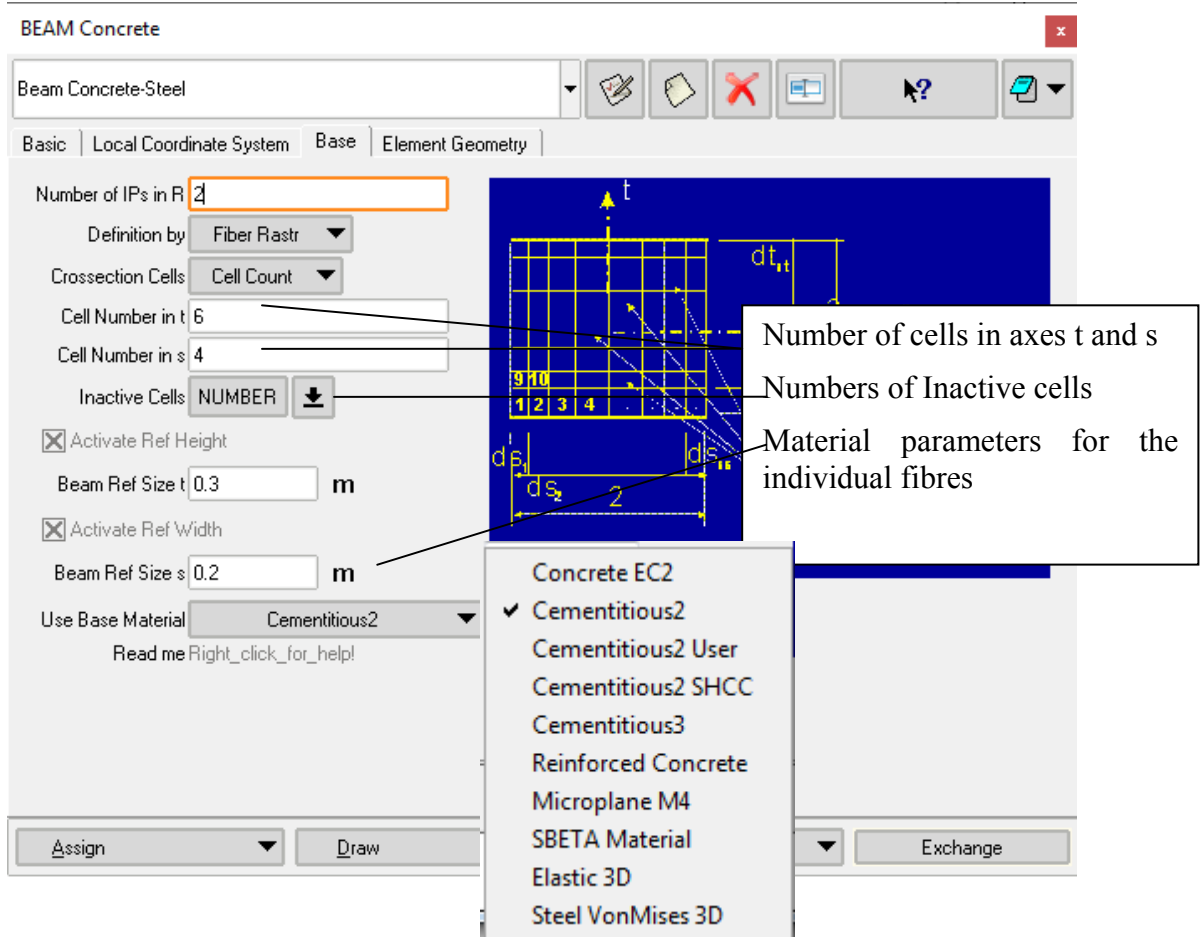 BEAM Concrete
x
Beam Concrete-Steel
?
Basic Local Coordinate System Base Element Geometry
Number of IPs in R 2
Definition by Fiber Rastr
Crossection Cells Cell Count
Cell Number in t 6
Cell Number in s 4
Inactive Cells NUMBER
Activate Ref Height
Beam Ref Size t 0.3 m
Activate Ref Width
Beam Ref Size s 0.2 m
Use Base Material Cementitious2
Read me Right_click_for_help!
t
dt,t
9 10
1 2 3 4
ds1
ds2
2
Number of cells in axes t and s
Numbers of Inactive cells
Material parameters for the
individual fibres
Concrete EC2
Cementitious2
Cementitious2 User
Cementitious2 SHCC
Cementitious3
Reinforced Concrete
Microplane M4
SBETA Material
Elastic 3D
Steel VonMises 3D
Assign Draw Exchange